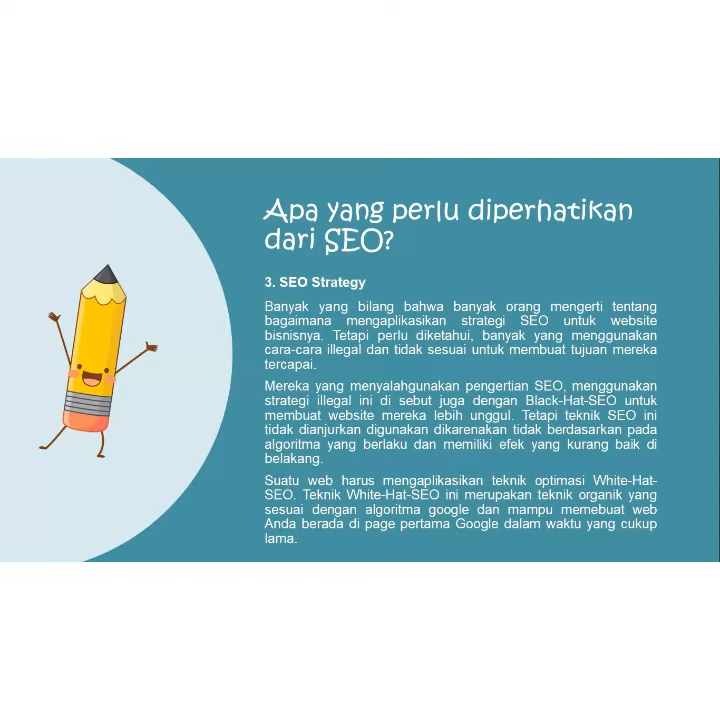 Apa yang perlu diperhatikan
dari SEO?
3. SEO Strategy
Banyak yang bilang bahwa banyak orang mengerti tentang
bagaimana mengaplikasikan strategi SEO untuk website
bisnisnya. Tetapi perlu diketahui, banyak yang menggunakan
cara-cara illegal dan tidak sesuai untuk membuat tujuan mereka
tercapai.
Mereka yang menyalahgunakan pengertian SEO, menggunakan
strategi illegal ini di sebut juga dengan Black-Hat-SEO untuk
membuat website mereka lebih unggul. Tetapi teknik SEO ini
tidak dianjurkan digunakan dikarenakan tidak berdasarkan pada
algoritma yang berlaku dan memiliki efek yang kurang baik di
belakang.
Suatu web harus mengaplikasikan teknik optimasi White-Hat-
SEO. Teknik White-Hat-SEO ini merupakan teknik organik yang
sesuai dengan algoritma google dan mampu memebuat web
Anda berada di page pertama Google dalam waktu yang cukup
lama.